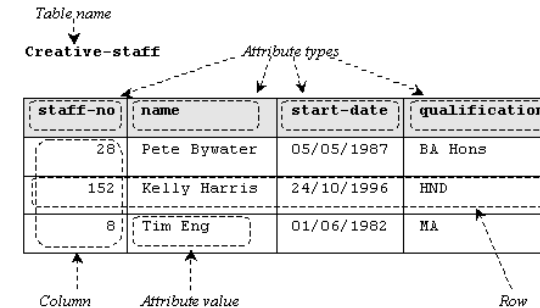 Table name
Creative-staff
Attribute types
staff-no name start-date qualification
28 Pete Bywater 05/05/1987 BA Hons
152 Kelly Harris 24/10/1996 HND
8 Tim Eng 01/06/1982 MA
Column Attribute value Row